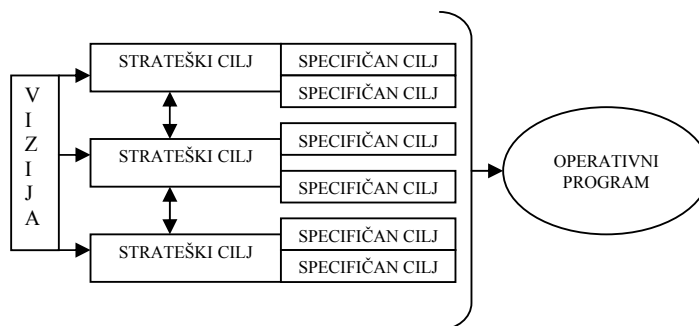 VIZIJA
STRATEŠKI CILJ
SPECIFIČAN CILJ
SPECIFIČAN CILJ
STRATEŠKI CILJ
SPECIFIČAN CILJ
SPECIFIČAN CILJ
STRATEŠKI CILJ
SPECIFIČAN CILJ
SPECIFIČAN CILJ
OPERATIVNI
PROGRAM